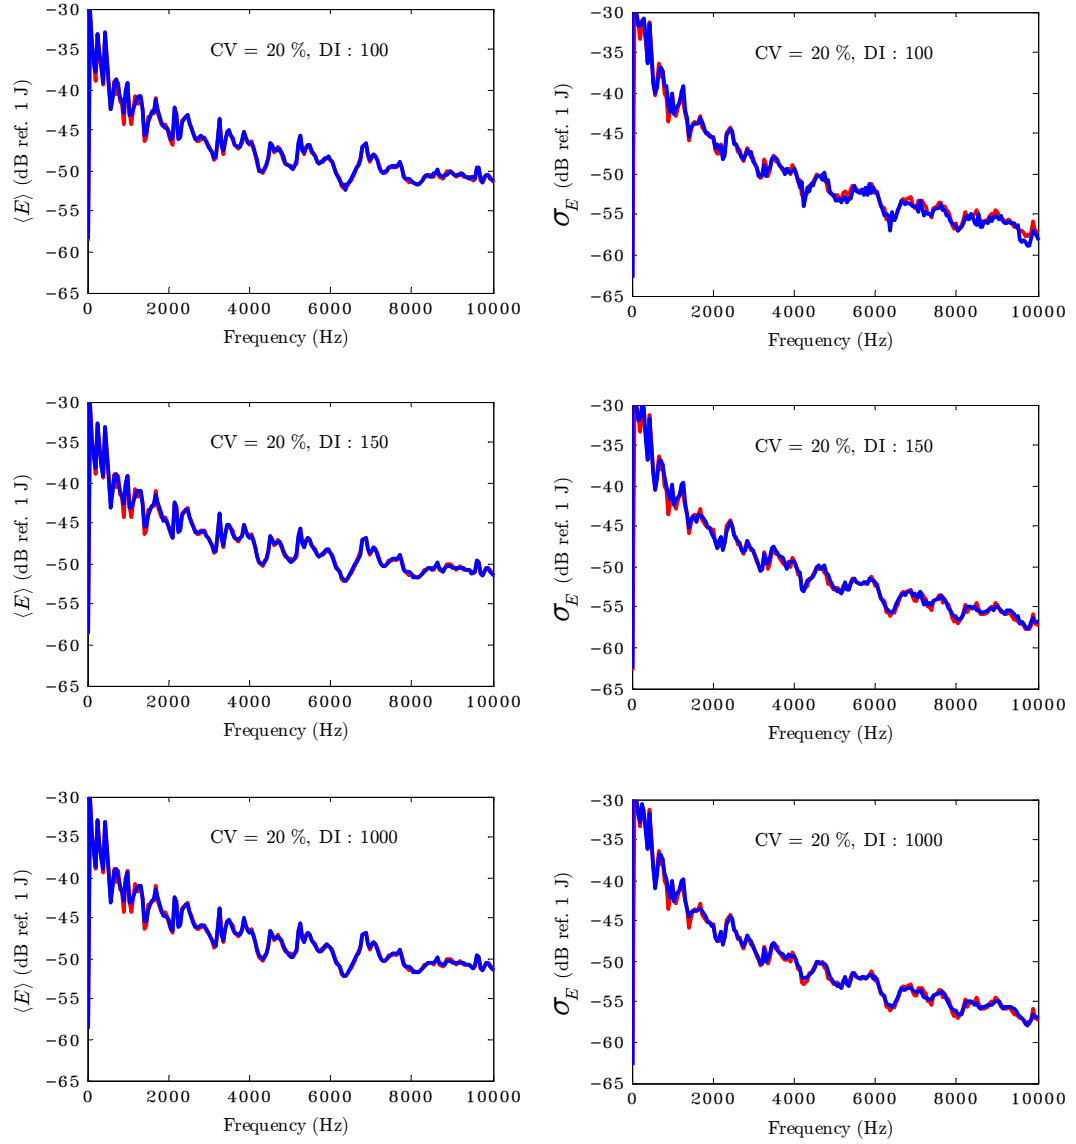 −30
−35
−40
−45
−50
−55
−60
−65
⟨E⟩ (dB ref. 1 J)
CV = 20 %, DI : 100
0 2000 4000 6000 8000 10000
Frequency (Hz)
−30
−35
−40
−45
−50
−55
−60
−65
σ_E (dB ref. 1 J)
CV = 20 %, DI : 100
0 2000 4000 6000 8000 10000
Frequency (Hz)
−30
−35
−40
−45
−50
−55
−60
−65
⟨E⟩ (dB ref. 1 J)
CV = 20 %, DI : 150
0 2000 4000 6000 8000 10000
Frequency (Hz)
−30
−35
−40
−45
−50
−55
−60
−65
σ_E (dB ref. 1 J)
CV = 20 %, DI : 150
0 2000 4000 6000 8000 10000
Frequency (Hz)
−30
−35
−40
−45
−50
−55
−60
−65
⟨E⟩ (dB ref. 1 J)
CV = 20 %, DI : 1000
0 2000 4000 6000 8000 10000
Frequency (Hz)
−30
−35
−40
−45
−50
−55
−60
−65
σ_E (dB ref. 1 J)
CV = 20 %, DI : 1000
0 2000 4000 6000 8000 10000
Frequency (Hz)